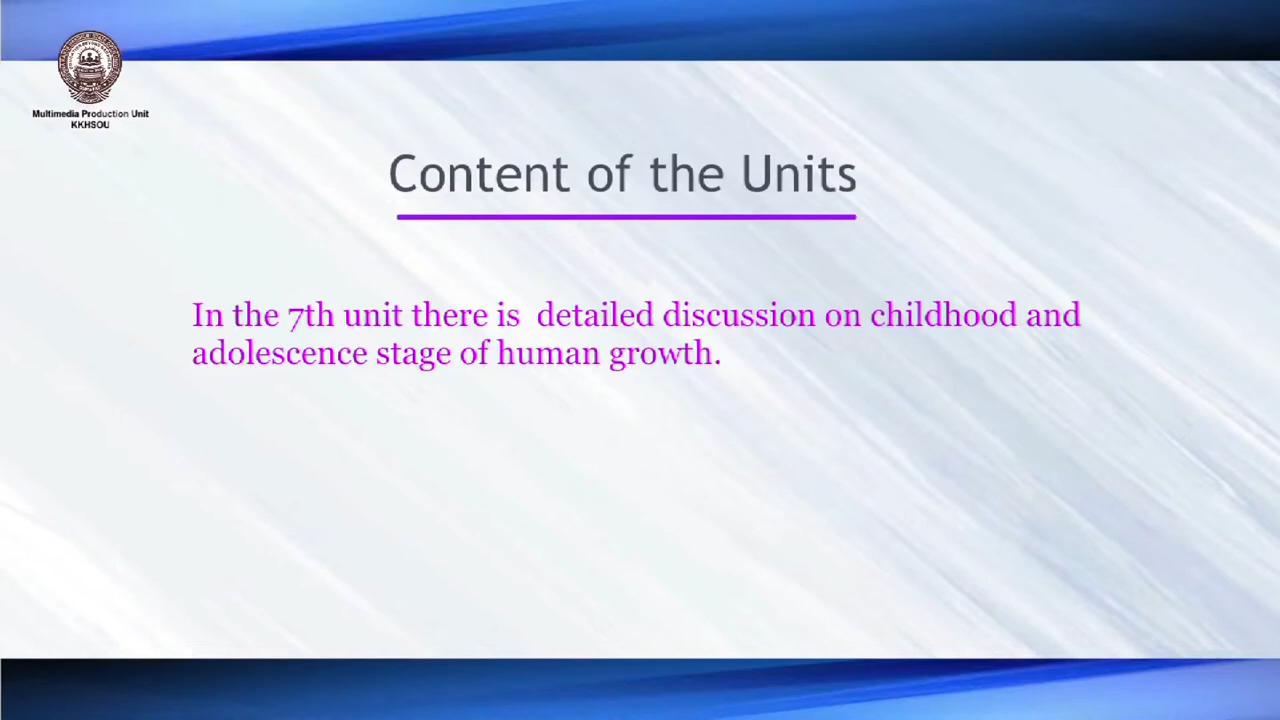 Multimedia Production Unit
KKHSOU
Content of the Units
In the 7th unit there is  detailed discussion on childhood and
adolescence stage of human growth.